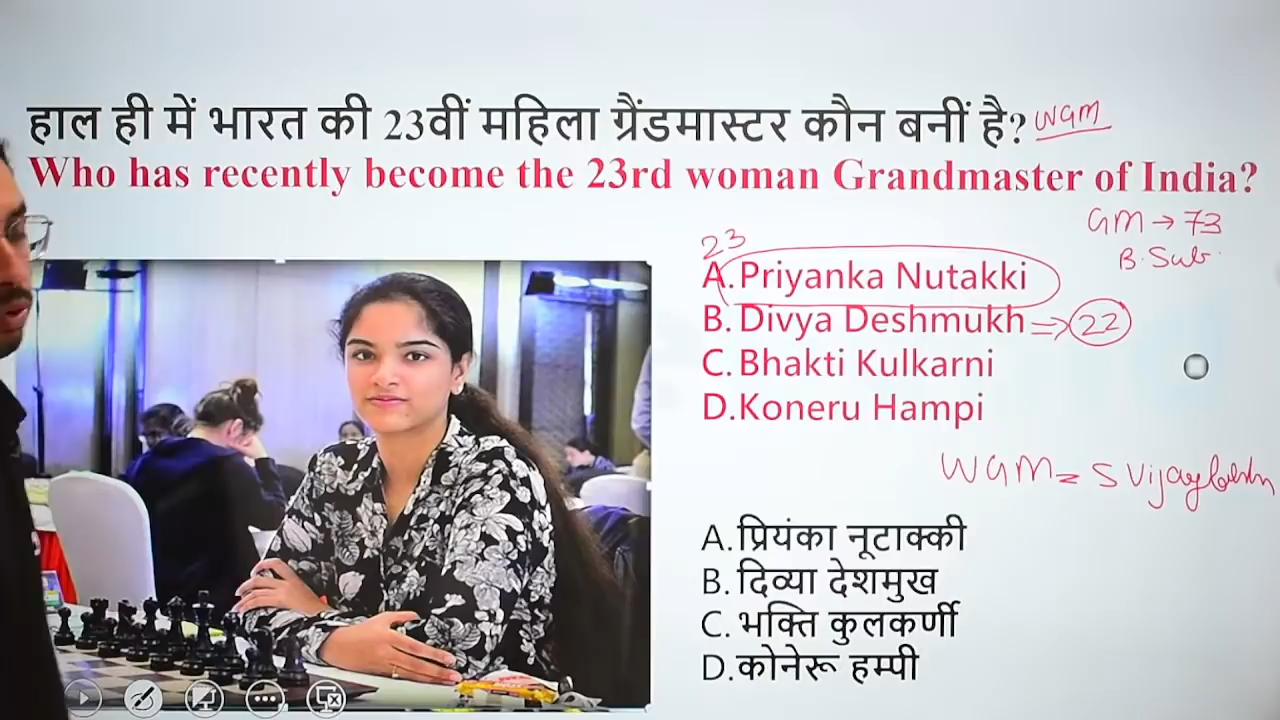 हाल ही में भारत की 23वीं महिला ग्रैंडमास्टर कौन बनीं है? WGM
Who has recently become the 23rd woman Grandmaster of India?
GM → 73
B. Sub.
23
A. Priyanka Nutakki
B. Divya Deshmukh => 22
C. Bhakti Kulkarni
D. Koneru Hampi
WGM = S
A. प्रियंका नूटाक्की
B. दिव्या देशमुख
C. भक्ति कुलकर्णी
D. कोनेरू हम्पी